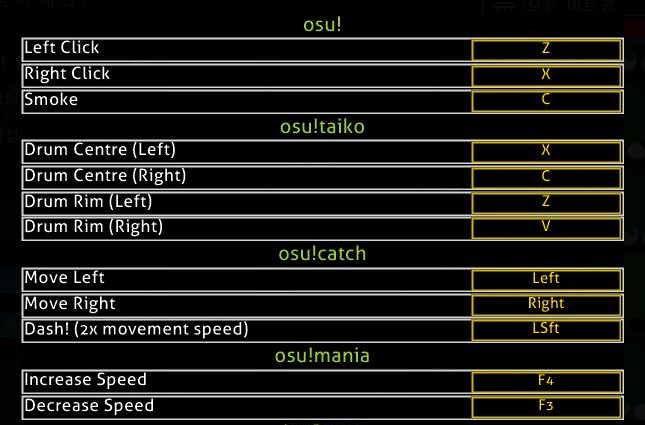 osu!
Left Click Z
Right Click X
Smoke C
osu!taiko
Drum Centre (Left) X
Drum Centre (Right) C
Drum Rim (Left) Z
Drum Rim (Right) V
osu!catch
Move Left Left
Move Right Right
Dash! (2x movement speed) LSft
osu!mania
Increase Speed F4
Decrease Speed F3